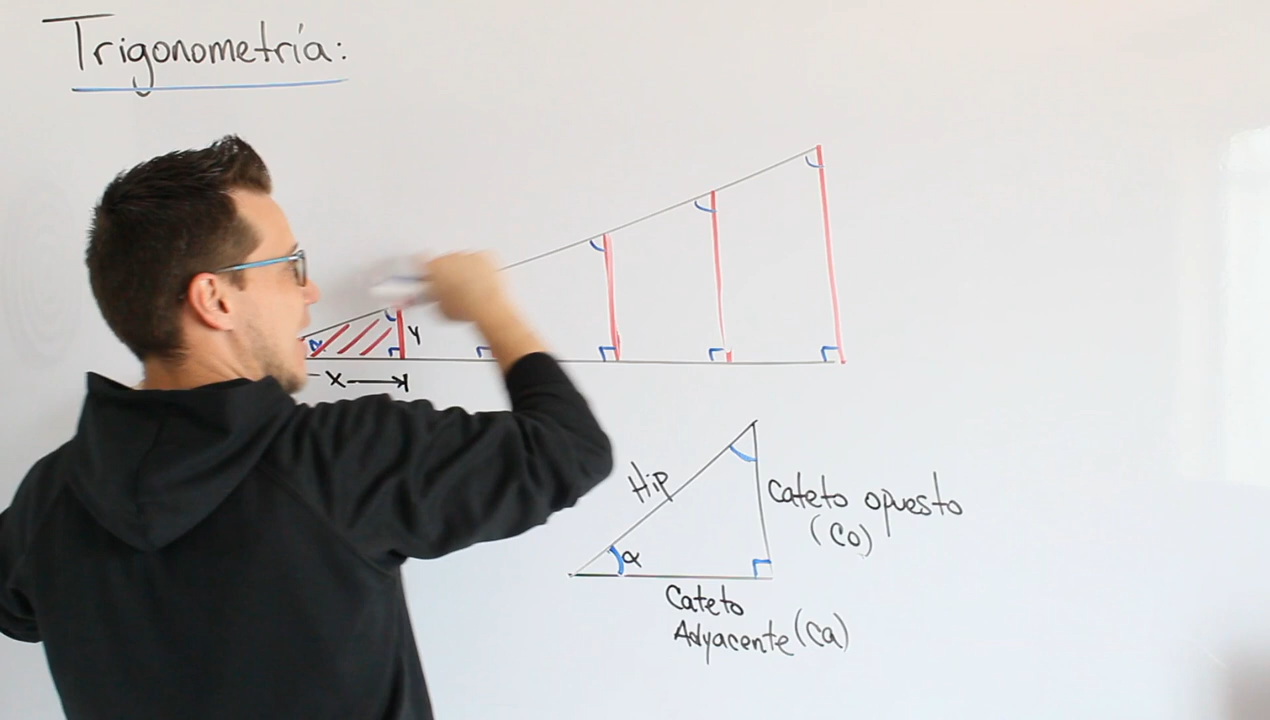 Trigonometría:
y
x
Hip
Cateto opuesto
(Co)
α
Cateto
Adyacente (Ca)